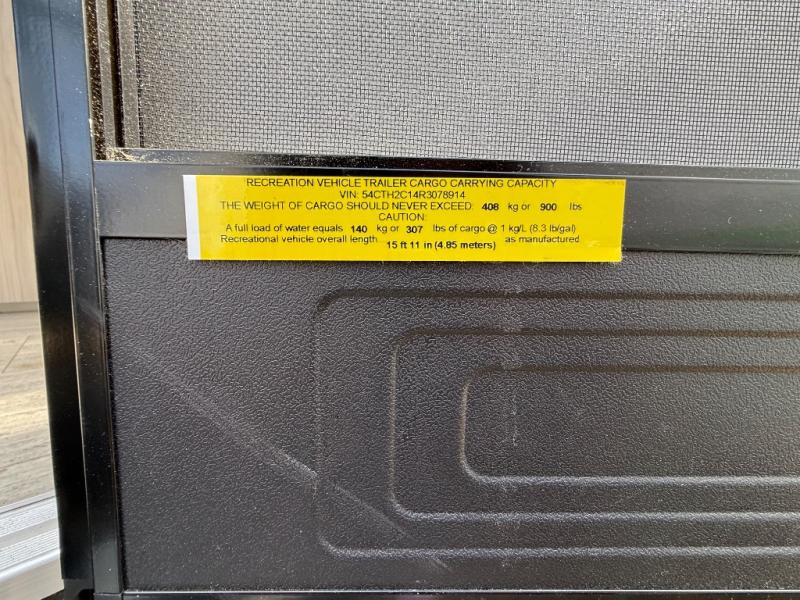 RECREATION VEHICLE TRAILER CARGO CARRYING CAPACITY
VIN: 54CTH2C14R3078914
THE WEIGHT OF CARGO SHOULD NEVER EXCEED: 408 kg or 900 lbs
CAUTION:
A full load of water equals 140 kg or 307 lbs of cargo @ 1 kg/L (8.3 lb/gal)
Recreational vehicle overall length 15 ft 11 in (4.85 meters) as manufactured